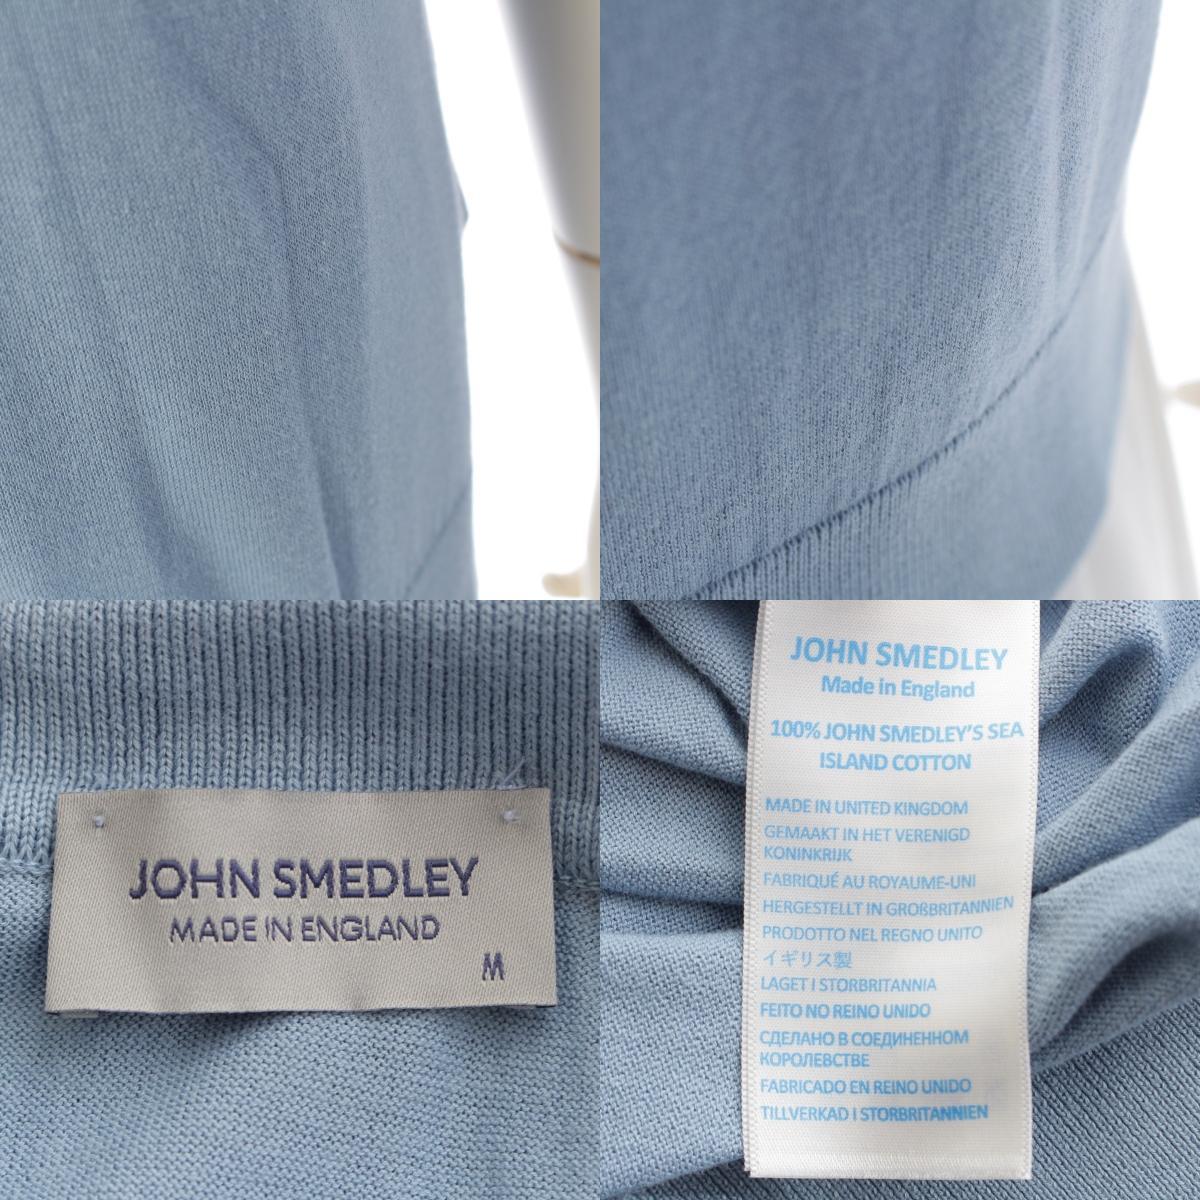 JOHN SMEDLEY
MADE IN ENGLAND
M
JOHN SMEDLEY
Made in England
100% JOHN SMEDLEY'S SEA
ISLAND COTTON
MADE IN UNITED KINGDOM
GEMAAKT IN HET VERENIGD
KONINKRIJK
FABRIQUÉ AU ROYAUME-UNI
HERGESTELLT IN GROßBRITANNIEN
PRODOTTO NEL REGNO UNITO
イギリス製
LAGET I STORBRITANNIA
FEITO NO REINO UNIDO
СДЕЛАНО В СОЕДИНЕННОМ
КОРОЛЕВСТВЕ
FABRICADO EN REINO UNIDO
TILLVERKAD I STORBRITANNIEN